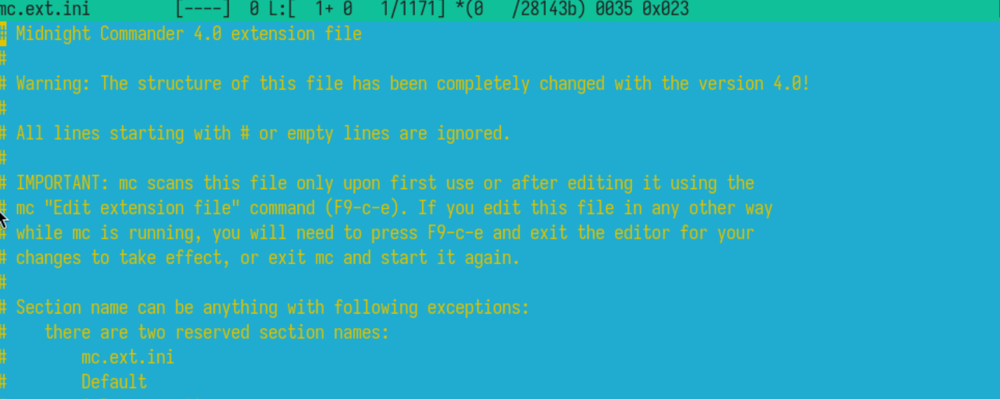 mc.ext.ini [----] 0 L:[ 1+ 0 1/1171] *(0 /28143b) 0035 0x023
# Midnight Commander 4.0 extension file
#
# Warning: The structure of this file has been completely changed with the version 4.0!
#
# All lines starting with # or empty lines are ignored.
#
# IMPORTANT: mc scans this file only upon first use or after editing it using the
# mc "Edit extension file" command (F9-c-e). If you edit this file in any other way
# while mc is running, you will need to press F9-c-e and exit the editor for your
# changes to take effect, or exit mc and start it again.
#
# Section name can be anything with following exceptions:
# there are two reserved section names:
# mc.ext.ini
# Default